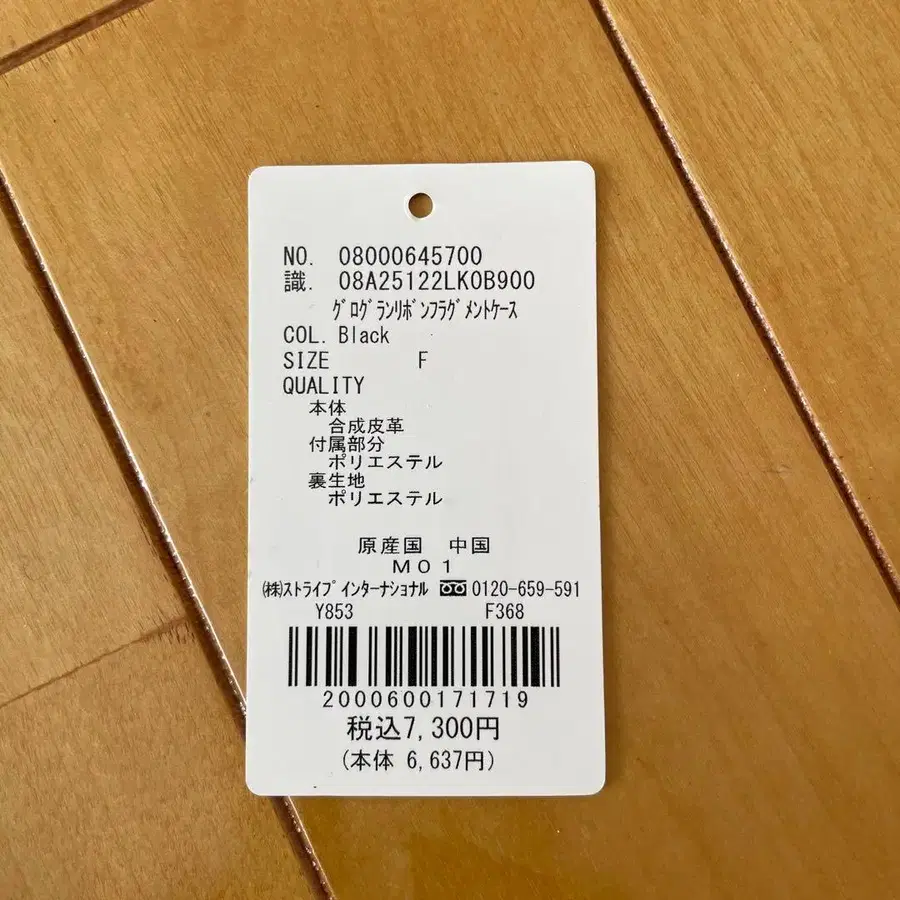 NO. 08000645700
識. 08A25122LK0B900
ｸﾞﾛｸﾞﾗﾝﾘﾎﾞﾝﾌﾗｸﾞﾒﾝﾄｹｰｽ
COL. Black
SIZE F
QUALITY
本体
合成皮革
付属部分
ポリエステル
裏生地
ポリエステル
原産国 中国
M01
㈱ｽﾄﾗｲﾌﾟｲﾝﾀｰﾅｼｮﾅﾙ 0120-659-591
Y853 F368
2000600171719
税込7,300円
(本体 6,637円)